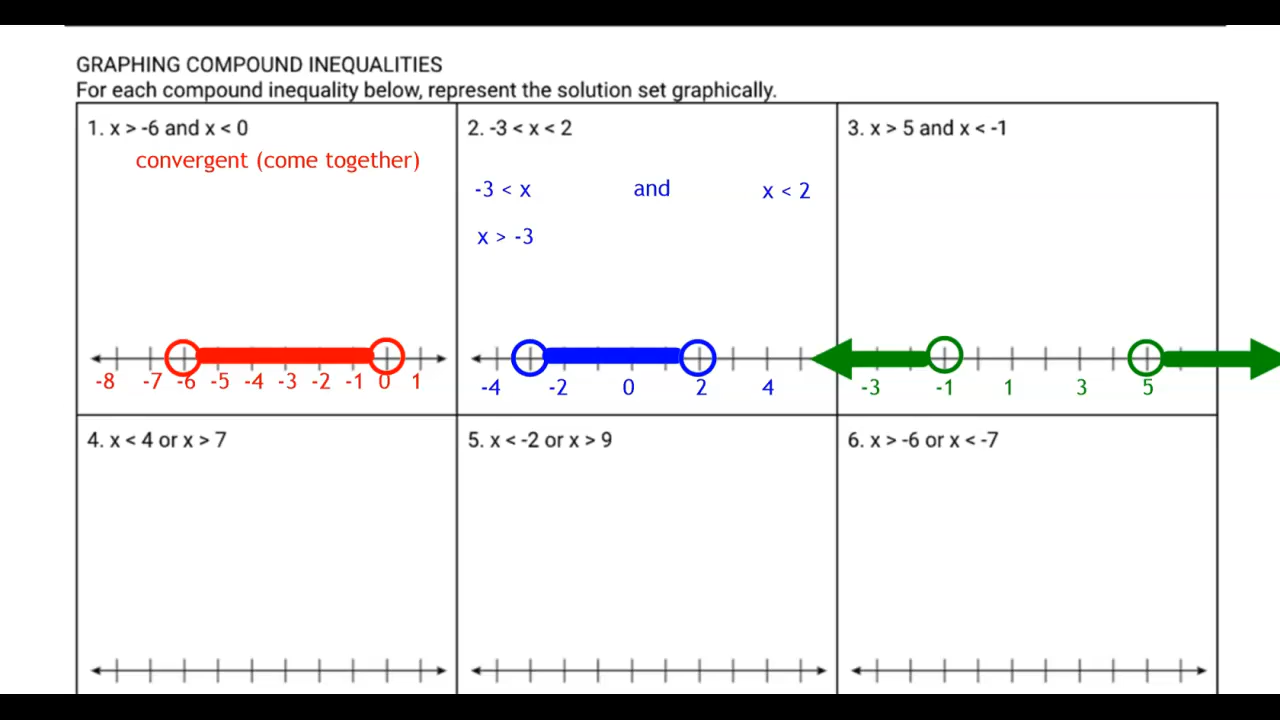 GRAPHING COMPOUND INEQUALITIES
For each compound inequality below, represent the solution set graphically.
1. x > -6 and x < 0
convergent (come together)
-8 -7 -6 -5 -4 -3 -2 -1 0 1
2. -3 < x < 2
-3 < x and x < 2
x > -3
-4 -2 0 2 4
3. x > 5 and x < -1
-3 -1 1 3 5
4. x < 4 or x > 7
5. x < -2 or x > 9
6. x > -6 or x < -7